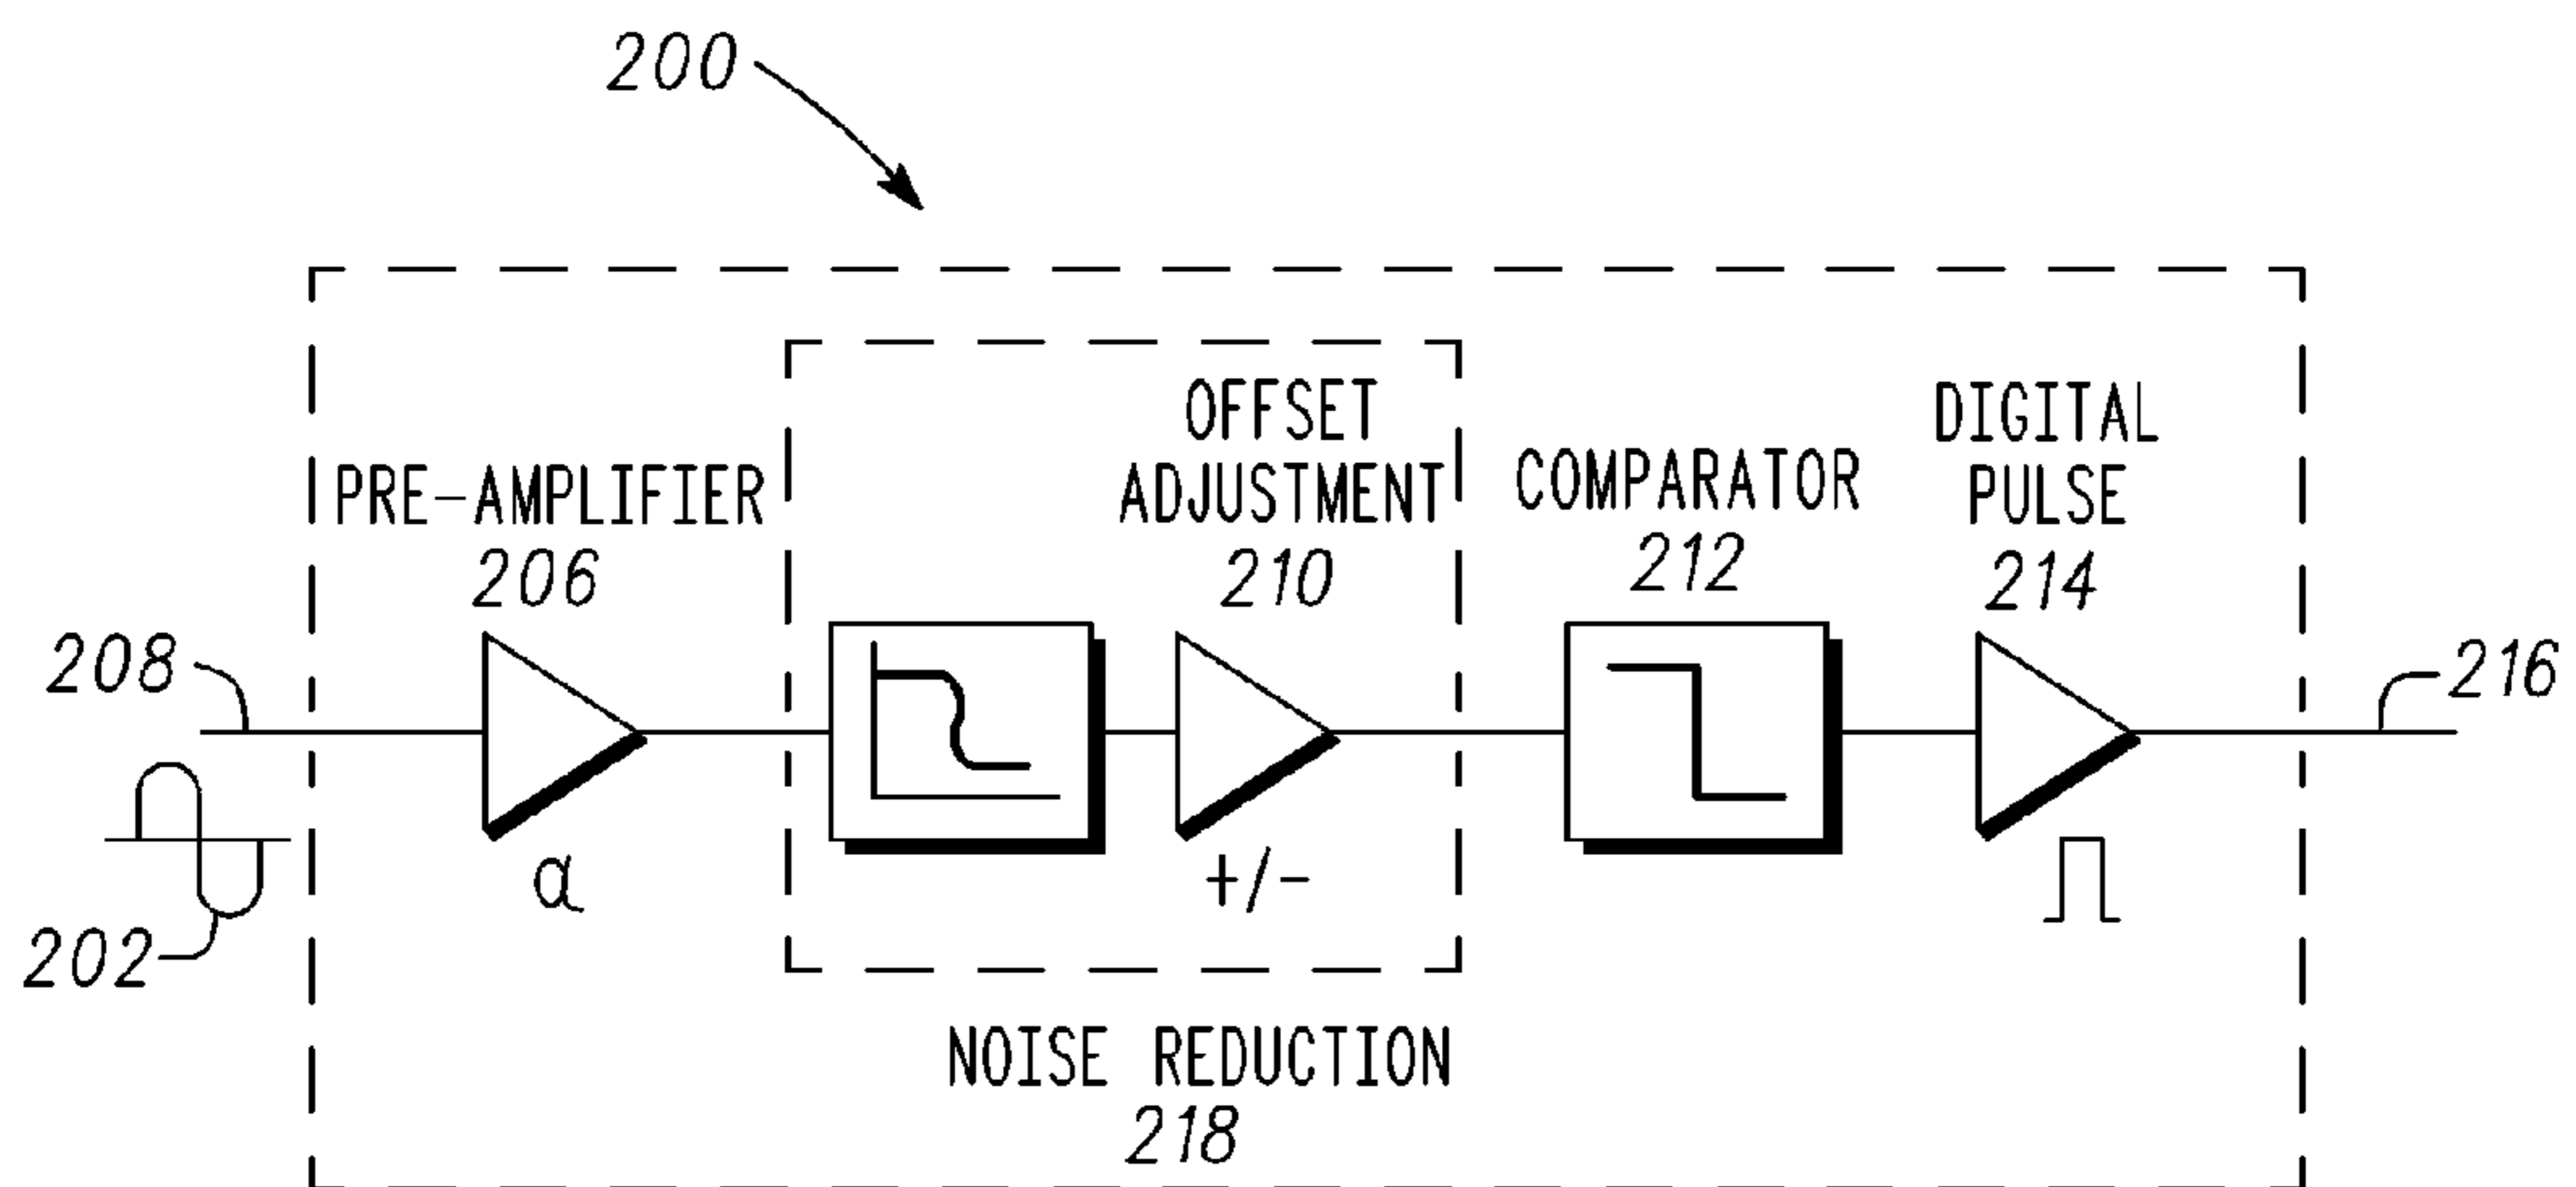 200
OFFSET
ADJUSTMENT
210
DIGITAL
PULSE
214
PRE-AMPLIFIER
206
COMPARATOR
212
208
216
202
α
+/-
NOISE REDUCTION
218